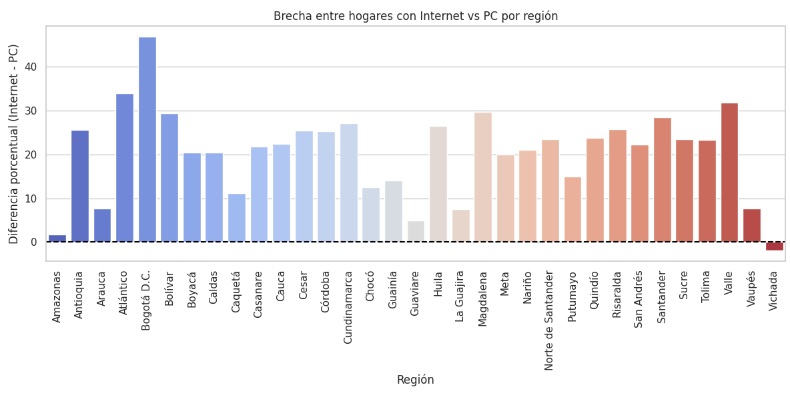 Brecha entre hogares con Internet vs PC por región
Diferencia porcentual (Internet - PC)
40
30
20
10
0
Amazonas
Antioquia
Arauca
Atlántico
Bogotá D.C.
Bolívar
Boyacá
Caldas
Caquetá
Casanare
Cauca
Cesar
Córdoba
Cundinamarca
Chocó
Guainía
Guaviare
Huila
La Guajira
Magdalena
Meta
Nariño
Norte de Santander
Putumayo
Quindío
Risaralda
San Andrés
Santander
Sucre
Tolima
Valle
Vaupés
Vichada
Región